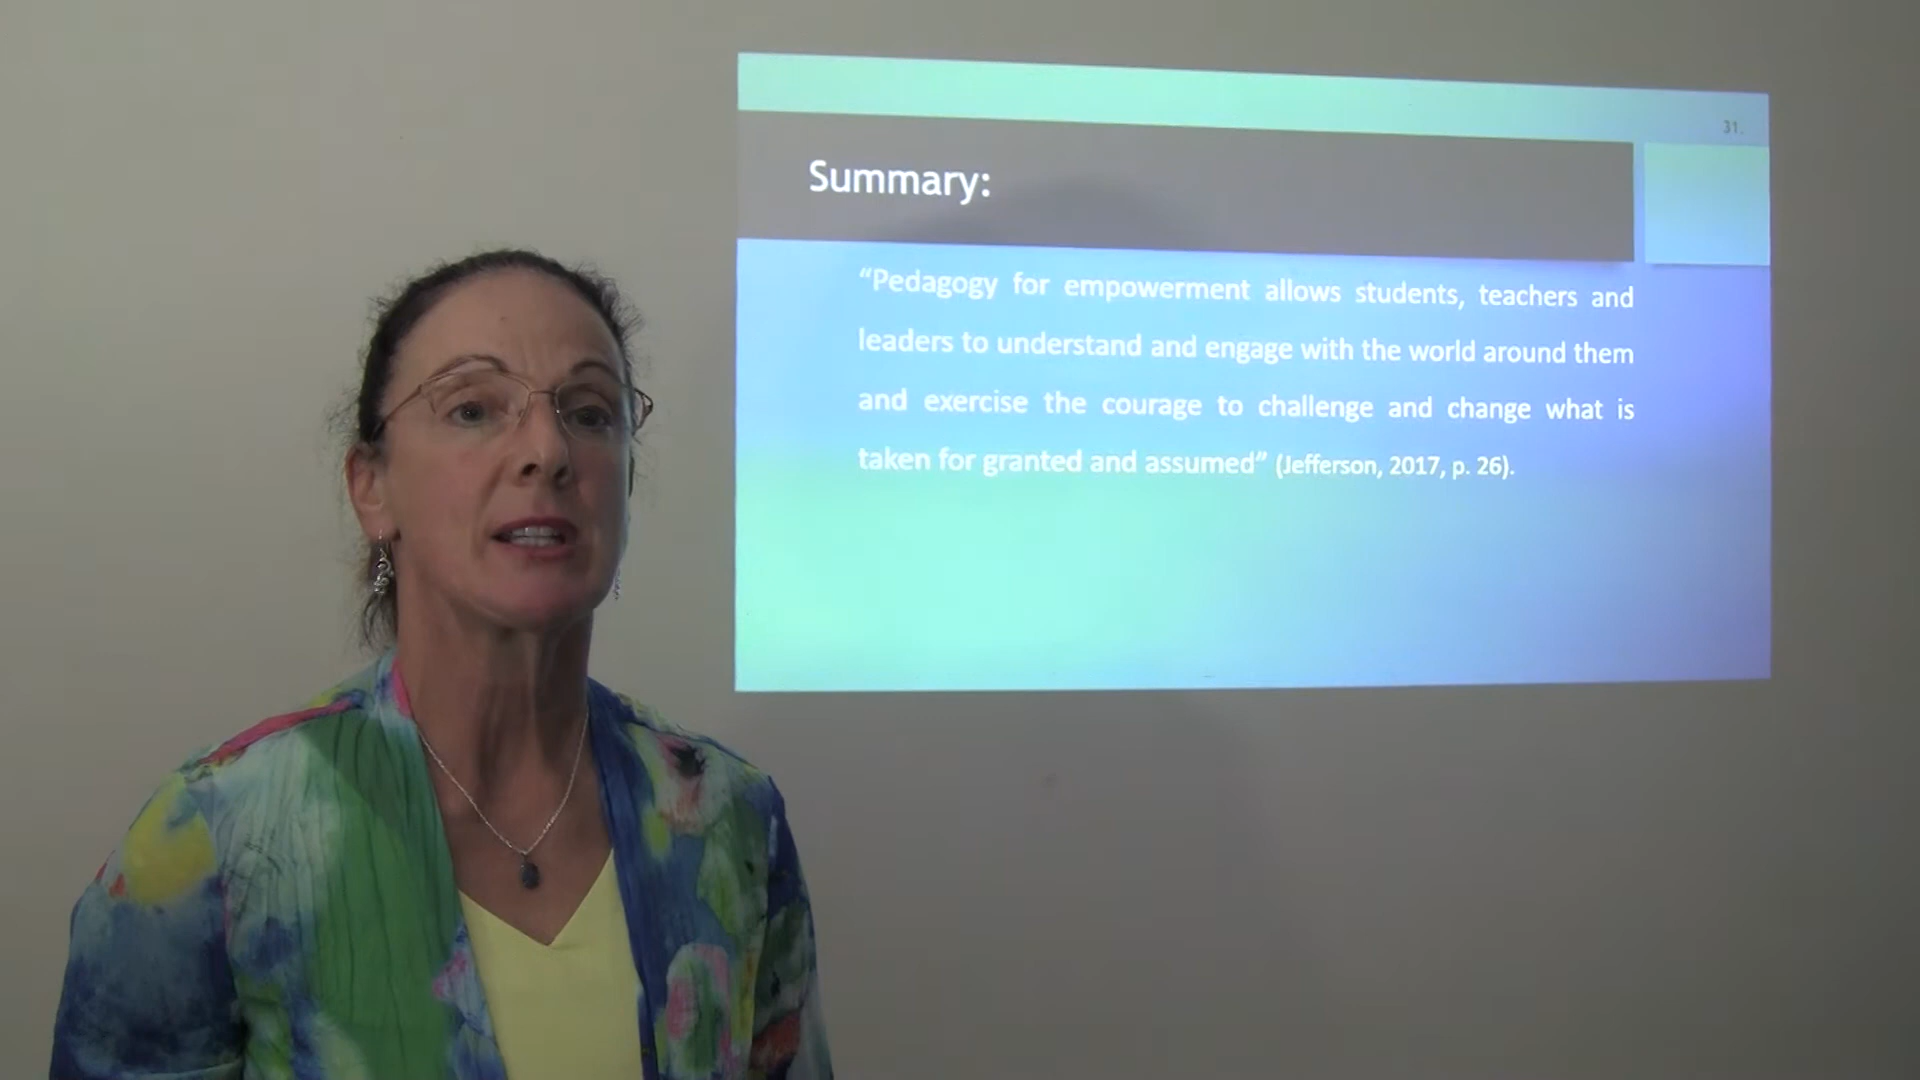 31.
Summary:
“Pedagogy for empowerment allows students, teachers and
leaders to understand and engage with the world around them
and exercise the courage to challenge and change what is
taken for granted and assumed” (Jefferson, 2017, p. 26).